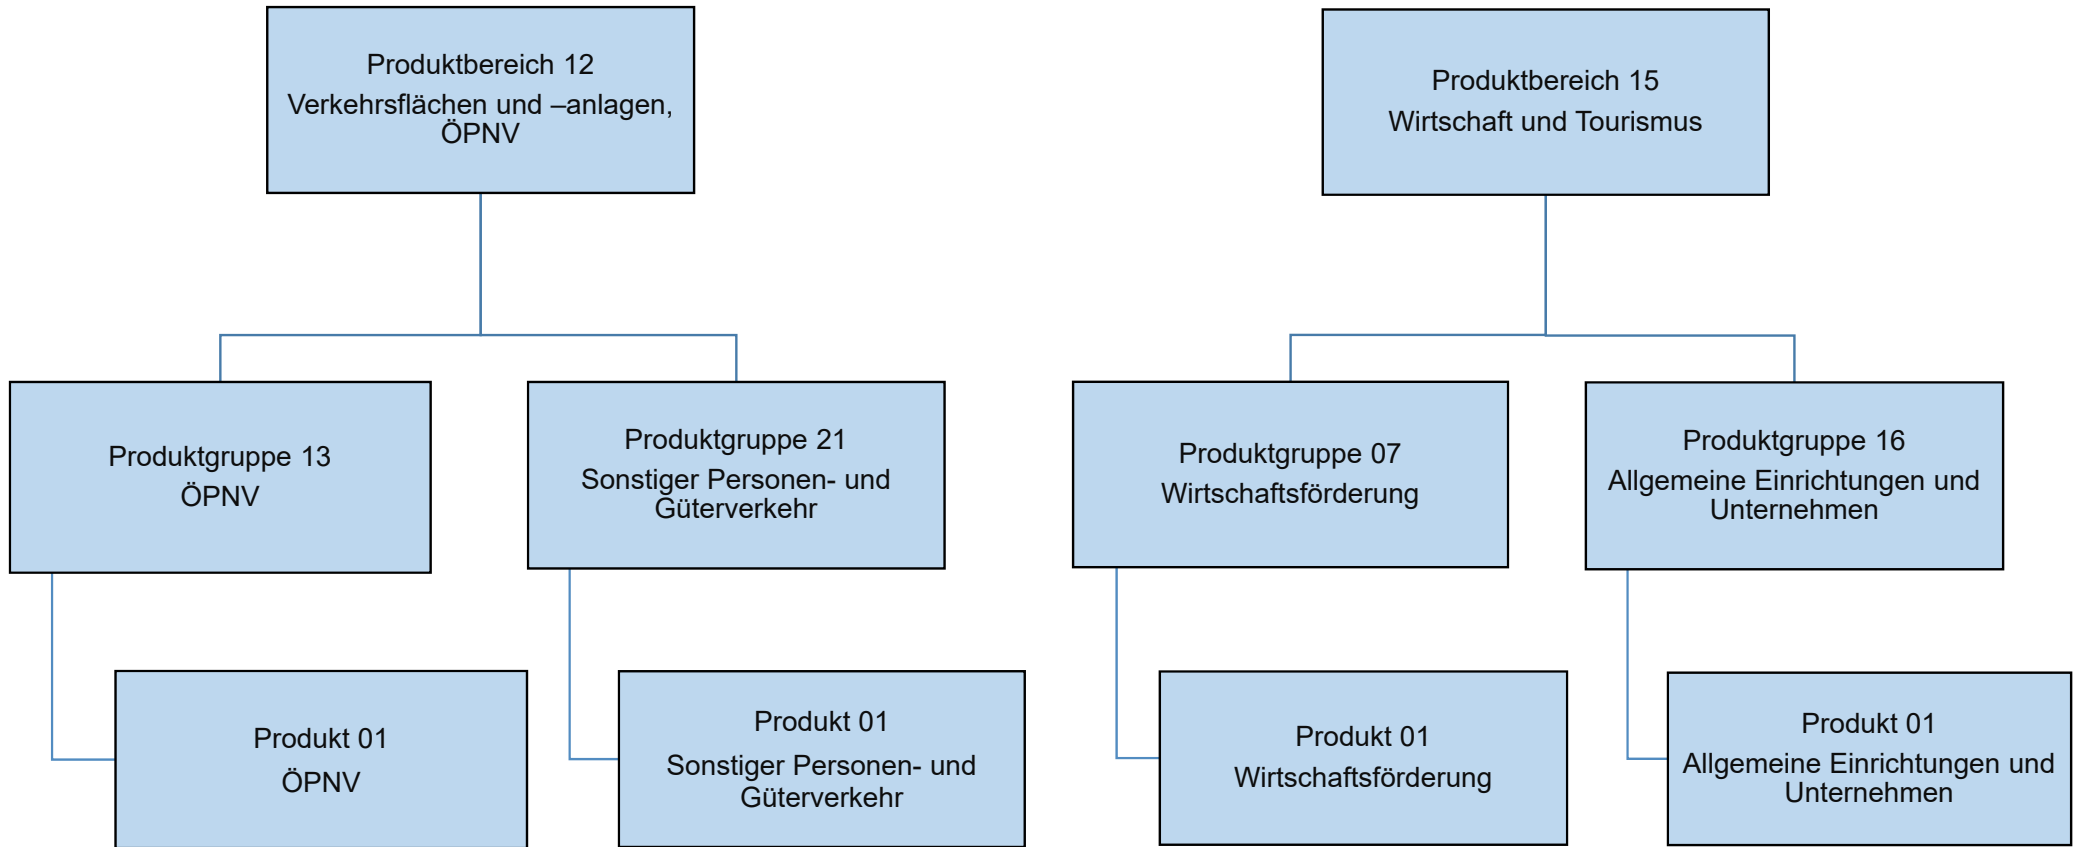 Produktbereich 12
Verkehrsflächen und –anlagen,
ÖPNV
Produktbereich 15
Wirtschaft und Tourismus
Produktgruppe 13
ÖPNV
Produktgruppe 21
Sonstiger Personen- und
Güterverkehr
Produktgruppe 07
Wirtschaftsförderung
Produktgruppe 16
Allgemeine Einrichtungen und
Unternehmen
Produkt 01
ÖPNV
Produkt 01
Sonstiger Personen- und
Güterverkehr
Produkt 01
Wirtschaftsförderung
Produkt 01
Allgemeine Einrichtungen und
Unternehmen